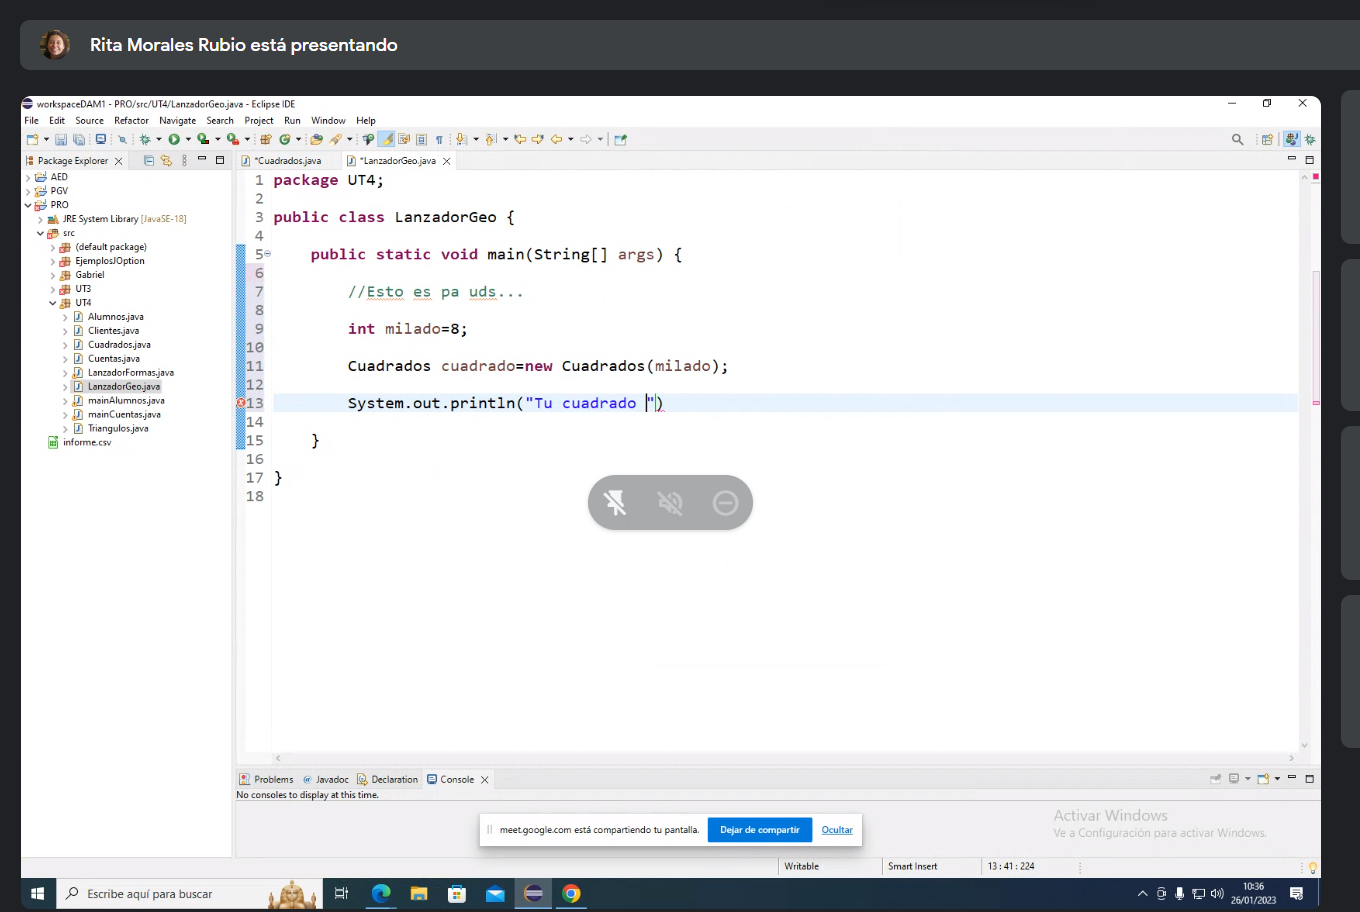 Rita Morales Rubio está presentando
workspaceDAM1 - PRO/src/UT4/LanzadorGeo.java - Eclipse IDE
File Edit Source Refactor Navigate Search Project Run Window Help
Package Explorer
AED
PGV
PRO
JRE System Library [JavaSE-18]
src
(default package)
EjemplosJOption
Gabriel
UT3
UT4
Alumnos.java
Clientes.java
Cuadrados.java
Cuentas.java
LanzadorFormas.java
LanzadorGeo.java
mainAlumnos.java
mainCuentas.java
Triangulos.java
informe.csv
*Cuadrados.java *LanzadorGeo.java
1 package UT4;
2
3 public class LanzadorGeo {
4
5 public static void main(String[] args) {
6
7 //Esto es pa uds...
8
9 int milado=8;
10
11 Cuadrados cuadrado=new Cuadrados(milado);
12
13 System.out.println("Tu cuadrado ")
14
15 }
16
17 }
18
Problems Javadoc Declaration Console
No consoles to display at this time.
Activar Windows
Ve a Configuración para activar Windows.
meet.google.com está compartiendo tu pantalla. Dejar de compartir Ocultar
Writable Smart Insert 13 : 41 : 224
Escribe aquí para buscar
10:36
26/01/2023